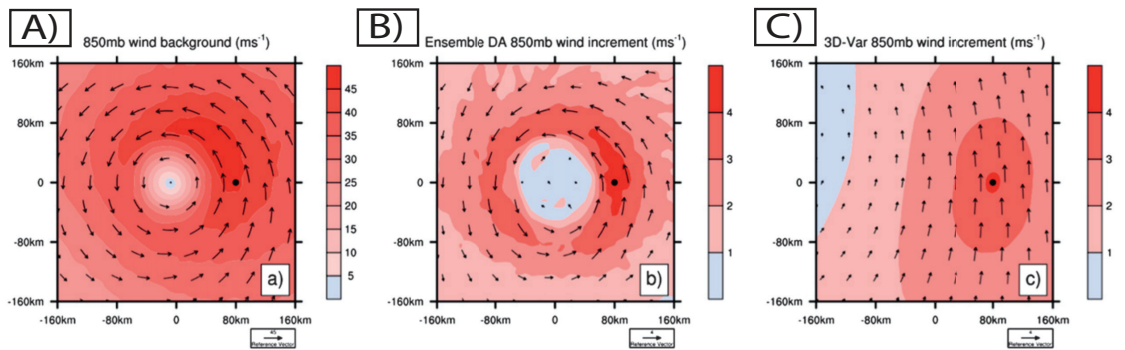 A)
850mb wind background (ms-1)
160km
80km
0
-80km
-160km
-160km
-80km
0
80km
160km
a)
45
40
35
30
25
20
15
10
5
45
Reference Vector
B)
Ensemble DA 850mb wind increment (ms-1)
160km
80km
0
-80km
-160km
-160km
-80km
0
80km
160km
b)
4
3
2
1
4
Reference Vector
C)
3D-Var 850mb wind increment (ms-1)
160km
80km
0
-80km
-160km
-160km
-80km
0
80km
160km
c)
4
3
2
1
4
Reference Vector